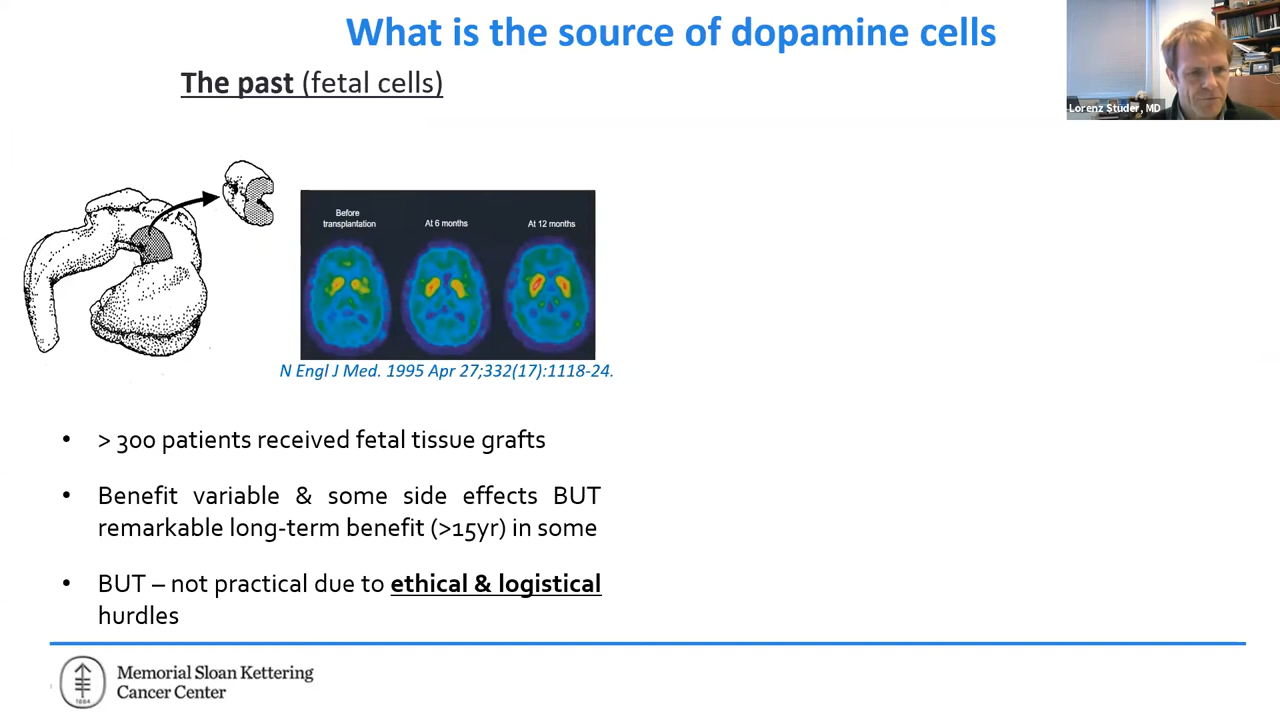 What is the source of dopamine cells
Lorenz Studer, MD
The past (fetal cells)
Before
transplantation
At 6 months
At 12 months
N Engl J Med. 1995 Apr 27;332(17):1118-24.
• > 300 patients received fetal tissue grafts
• Benefit variable & some side effects BUT
remarkable long-term benefit (>15yr) in some
• BUT – not practical due to ethical & logistical
hurdles
1884
Memorial Sloan Kettering
Cancer Center